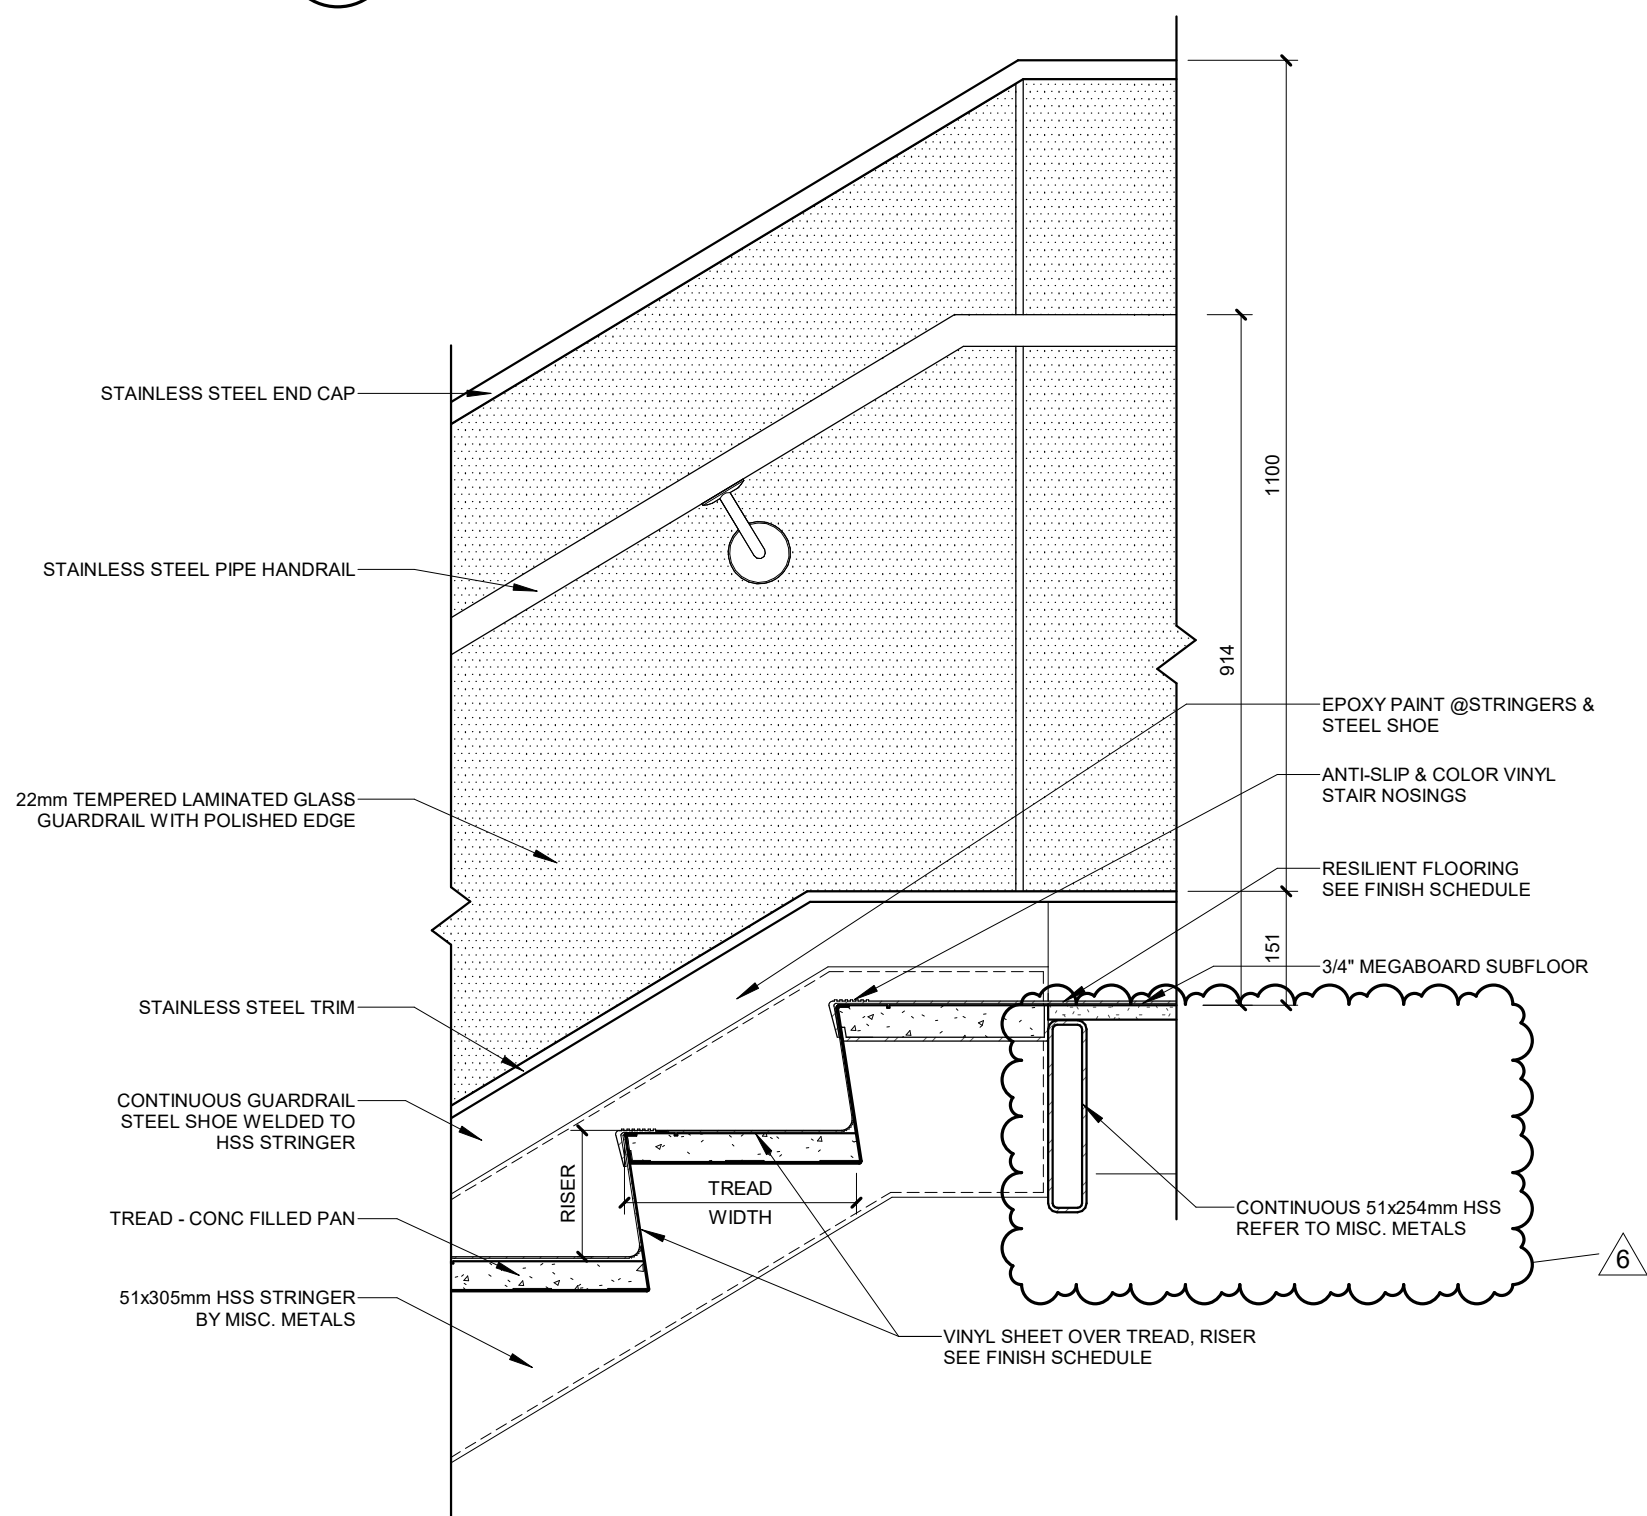 STAINLESS STEEL END CAP
STAINLESS STEEL PIPE HANDRAIL
22mm TEMPERED LAMINATED GLASS
GUARDRAIL WITH POLISHED EDGE
STAINLESS STEEL TRIM
CONTINUOUS GUARDRAIL
STEEL SHOE WELDED TO
HSS STRINGER
TREAD - CONC FILLED PAN
51x305mm HSS STRINGER
BY MISC. METALS
RISER
TREAD
WIDTH
1100
914
151
EPOXY PAINT @STRINGERS &
STEEL SHOE
ANTI-SLIP & COLOR VINYL
STAIR NOSINGS
RESILIENT FLOORING
SEE FINISH SCHEDULE
3/4" MEGABOARD SUBFLOOR
CONTINUOUS 51x254mm HSS
REFER TO MISC. METALS
6
VINYL SHEET OVER TREAD, RISER
SEE FINISH SCHEDULE